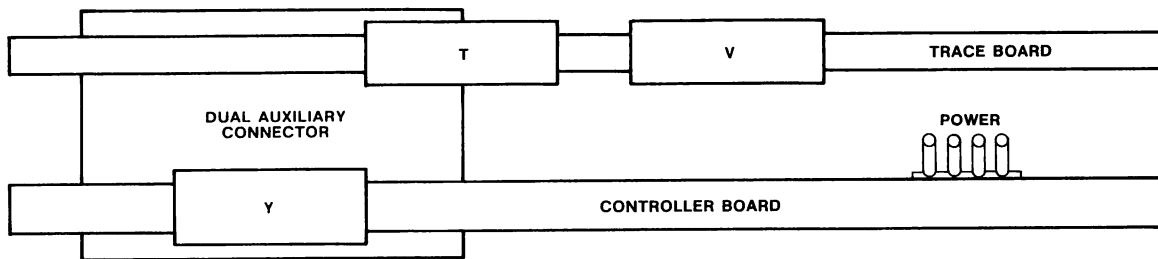 T
V
TRACE BOARD
DUAL AUXILIARY
CONNECTOR
POWER
Y
CONTROLLER BOARD